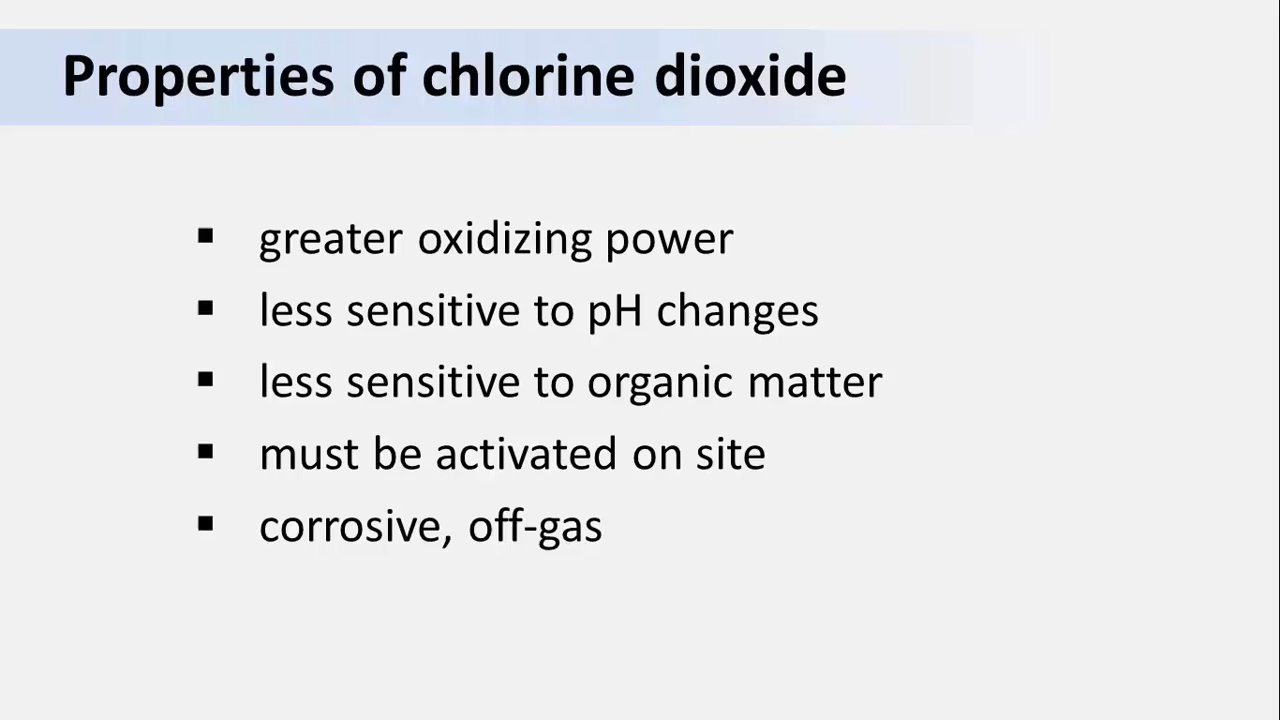 Properties of chlorine dioxide
▪ greater oxidizing power
▪ less sensitive to pH changes
▪ less sensitive to organic matter
▪ must be activated on site
▪ corrosive, off-gas